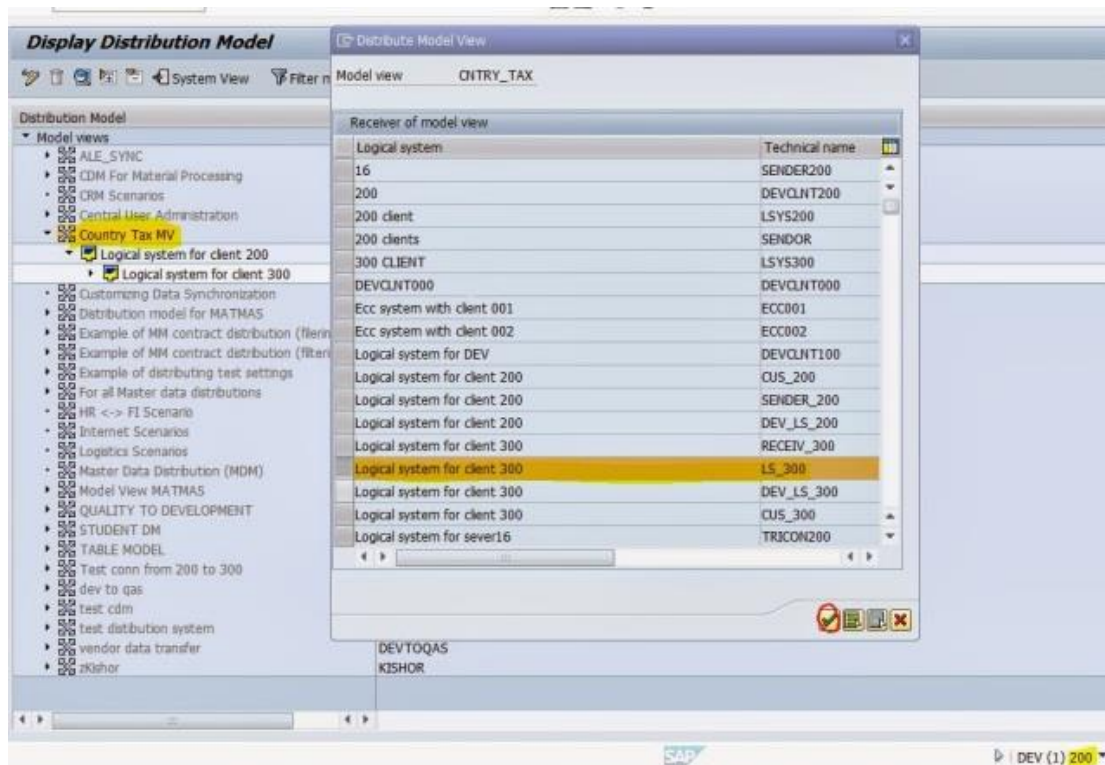 Display Distribution Model
System View Filter
Distribution Model
Model views
ALE_SYNC
CDM For Material Processing
CRM Scenarios
Central User Administration
Country Tax MV
Logical system for client 200
Logical system for client 300
Customizing Data Synchronization
Distribution model for MATMAS
Example of MM contract distribution (filerin
Example of MM contract distribution (filteri
Example of distributing test settings
For all Master data distributions
HR <-> FI Scenario
Internet Scenarios
Logistics Scenarios
Master Data Distribution (MDM)
Model View MATMAS
QUALITY TO DEVELOPMENT
STUDENT DM
TABLE MODEL
Test conn from 200 to 300
dev to qas
test cdm
test distibution system
vendor data transfer DEVTOQAS
zKishor KISHOR
Distribute Model View
Model view CNTRY_TAX
Receiver of model view
Logical system Technical name
16 SENDER200
200 DEVCLNT200
200 client LSYS200
200 clients SENDOR
300 CLIENT LSYS300
DEVCLNT000 DEVCLNT000
Ecc system with client 001 ECC001
Ecc system with client 002 ECC002
Logical system for DEV DEVCLNT100
Logical system for client 200 CUS_200
Logical system for client 200 SENDER_200
Logical system for client 200 DEV_LS_200
Logical system for client 300 RECEIV_300
Logical system for client 300 LS_300
Logical system for client 300 DEV_LS_300
Logical system for client 300 CUS_300
Logical system for sever16 TRICON200
SAP
DEV (1) 200